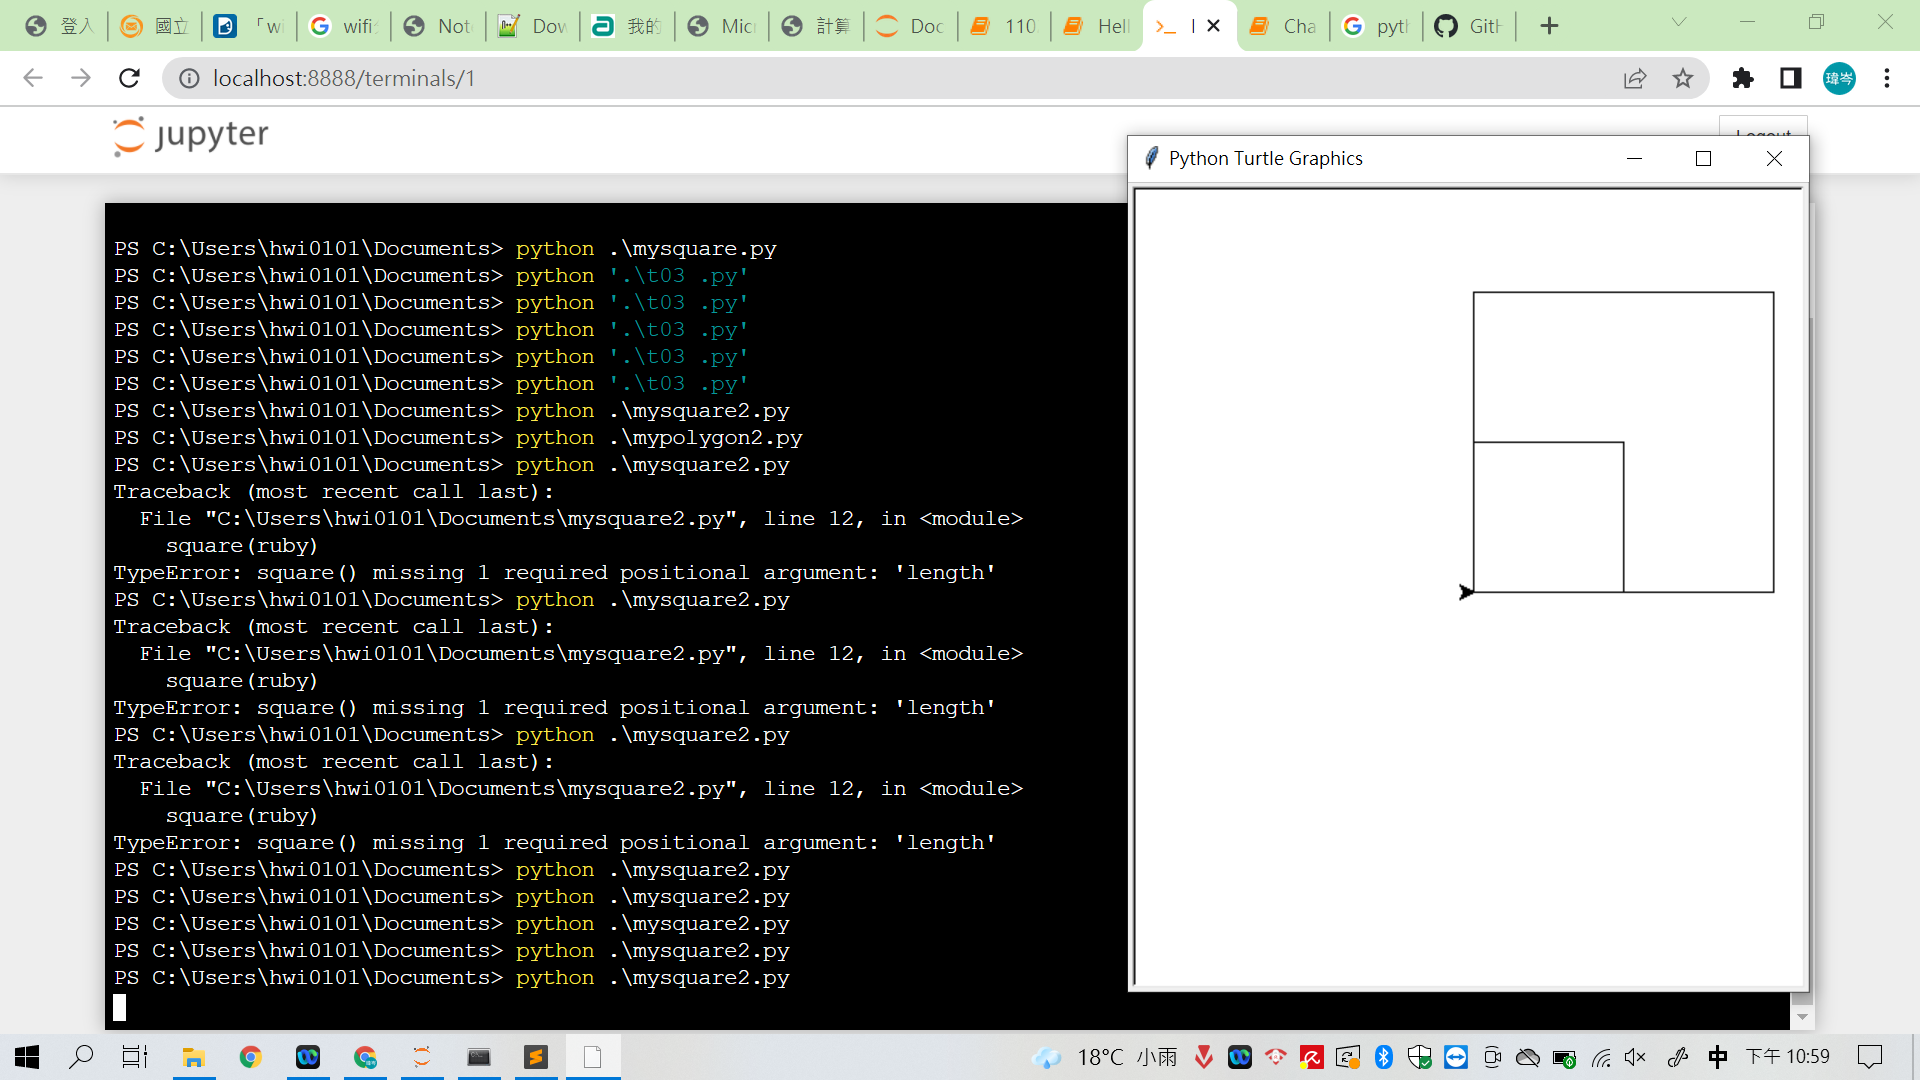 登入
國立
「wi
wifi
Not
Dow
我的
Micr
計算
Doc
110
Hell
Cha
pyth
GitH
localhost:8888/terminals/1
瑋岑
jupyter
Logout
Python Turtle Graphics
PS C:\Users\hwi0101\Documents> python .\mysquare.py
PS C:\Users\hwi0101\Documents> python '.\t03 .py'
PS C:\Users\hwi0101\Documents> python '.\t03 .py'
PS C:\Users\hwi0101\Documents> python '.\t03 .py'
PS C:\Users\hwi0101\Documents> python '.\t03 .py'
PS C:\Users\hwi0101\Documents> python '.\t03 .py'
PS C:\Users\hwi0101\Documents> python .\mysquare2.py
PS C:\Users\hwi0101\Documents> python .\mypolygon2.py
PS C:\Users\hwi0101\Documents> python .\mysquare2.py
Traceback (most recent call last):
  File "C:\Users\hwi0101\Documents\mysquare2.py", line 12, in <module>
    square(ruby)
TypeError: square() missing 1 required positional argument: 'length'
PS C:\Users\hwi0101\Documents> python .\mysquare2.py
Traceback (most recent call last):
  File "C:\Users\hwi0101\Documents\mysquare2.py", line 12, in <module>
    square(ruby)
TypeError: square() missing 1 required positional argument: 'length'
PS C:\Users\hwi0101\Documents> python .\mysquare2.py
Traceback (most recent call last):
  File "C:\Users\hwi0101\Documents\mysquare2.py", line 12, in <module>
    square(ruby)
TypeError: square() missing 1 required positional argument: 'length'
PS C:\Users\hwi0101\Documents> python .\mysquare2.py
PS C:\Users\hwi0101\Documents> python .\mysquare2.py
PS C:\Users\hwi0101\Documents> python .\mysquare2.py
PS C:\Users\hwi0101\Documents> python .\mysquare2.py
PS C:\Users\hwi0101\Documents> python .\mysquare2.py
18°C 小雨
中
下午 10:59